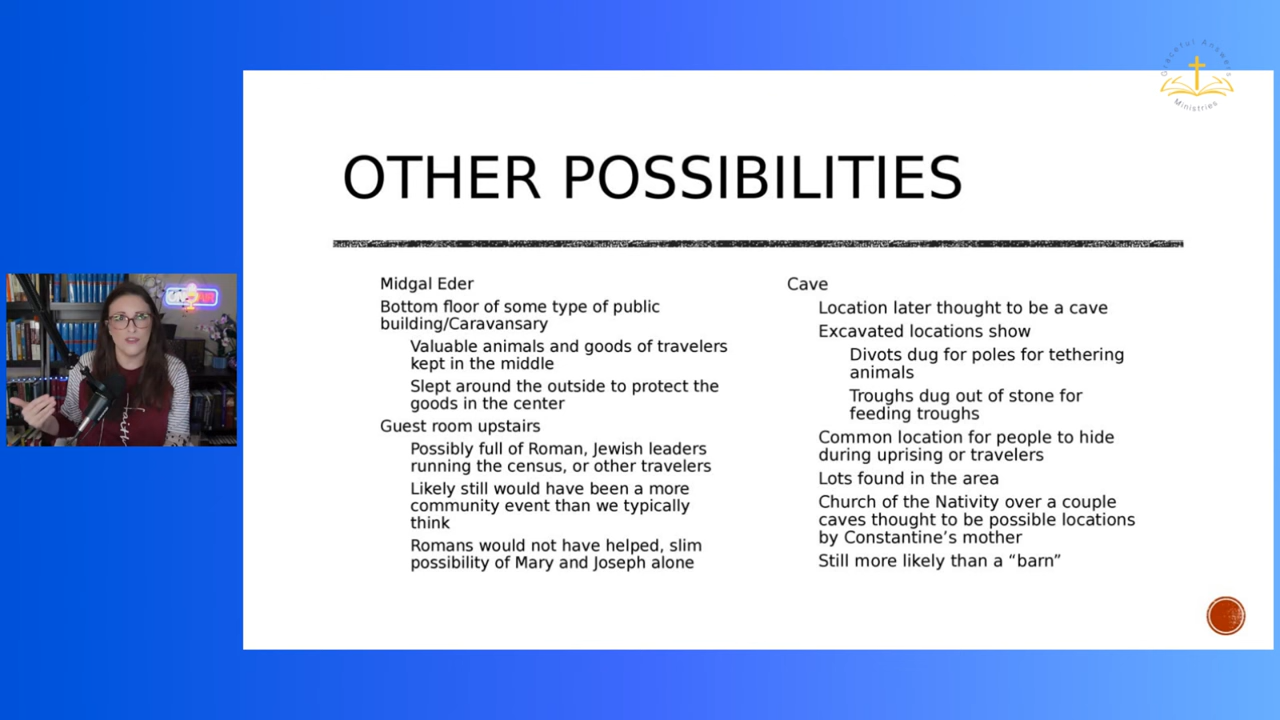 Graceful Answers
Ministries
OTHER POSSIBILITIES
Midgal Eder
Bottom floor of some type of public
building/Caravansary
Valuable animals and goods of travelers
kept in the middle
Slept around the outside to protect the
goods in the center
Guest room upstairs
Possibly full of Roman, Jewish leaders
running the census, or other travelers
Likely still would have been a more
community event than we typically
think
Romans would not have helped, slim
possibility of Mary and Joseph alone
Cave
Location later thought to be a cave
Excavated locations show
Divots dug for poles for tethering
animals
Troughs dug out of stone for
feeding troughs
Common location for people to hide
during uprising or travelers
Lots found in the area
Church of the Nativity over a couple
caves thought to be possible locations
by Constantine’s mother
Still more likely than a “barn”
faith